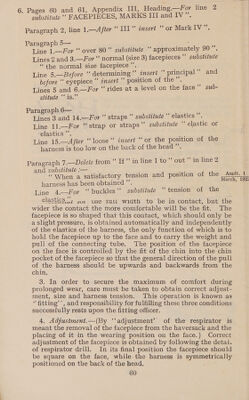 6. Pages 60 and 61, Appendix III, Heading.—For line 2
substitute " FACEPIECES, MARKS III and IV ".
Paragraph 2, line 1.—After " III " insert " or Mark IV ".
Paragraph 5—
Line 1.—For " over 80 " substitute " approximately 90 ".
Lines 2 and 3.—For " normal (size 3) facepieces " substitute
" the normal size facepiece ".
Line 5.—Before " determining " insert " principal " and
before " eyepiece " insert " position of the ".
Lines 5 and 6.—For " rides at a level on the face " sub-
stitute " is ".
Paragraph 6—
Lines 3 and 14.—For " straps " substitute " elastics ".
Line 11.—For " strap or straps " substitute " elastic or
elastics ".
Line 15.—After " loose " insert " or the position of the
harness is too low on the back of the head ".
Paragraph 7.—Delete from " If " in line 1 to " out " in line 2
and substitute :—
" When a satisfactory tension and position of the
harness has been obtained ".
Amdt. 1
March, 193
Line 4.—For " buckles " substitute " tension of the
elastics ".
width to be in contact, but the
wider the contact the more comfortable will be the fit. The
facepiece is so shaped that this contact, which should only be
a slight pressure, is obtained automatically and independently
of the elastics of the harness, the only function of which is to
hold the facepiece up to the face and to carry the weight and
pull of the connecting tube. The position of the facepiece
on the face is controlled by the fit of the chin into the chin
pocket of the facepiece so that the general direction of the pull
of the harness should be upwards and backwards from the
chin.
3. In order to secure the maximum of comfort during
prolonged wear, care must be taken to obtain correct adjust-
ment, size and harness tension. This operation is known as
" fitting ", and responsibility for fulfilling these three conditions
successfully rests upon the fitting officer.
4. Adjustment.—(By " adjustment " of the respirator is
meant the removal of the facepiece from the haversack and the
placing of it in the wearing position on the face.) Correct
adjustment of the facepiece is obtained by following the detail
of respirator drill. In its final position the facepiece should
be square on the face, while the harness is symmetrically
positioned on the back of the head.
60